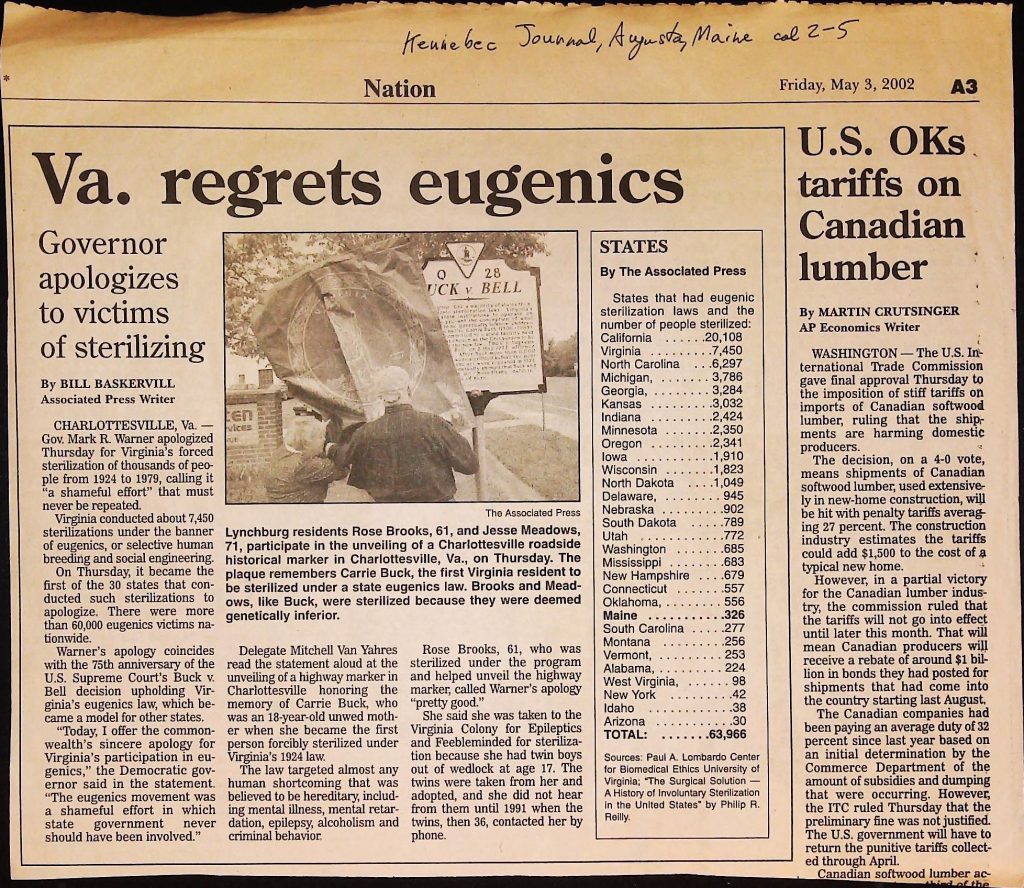 Kennebec Journal, Augusta, Maine col 2-5
*
Nation
Friday, May 3, 2002 A3
Va. regrets eugenics
Governor
apologizes
to victims
of sterilizing
By BILL BASKERVILL
Associated Press Writer
CHARLOTTESVILLE, Va. —
Gov. Mark R. Warner apologized
Thursday for Virginia's forced
sterilization of thousands of people
from 1924 to 1979, calling it
"a shameful effort" that must
never be repeated.
Virginia conducted about 7,450
sterilizations under the banner
of eugenics, or selective human
breeding and social engineering.
On Thursday, it became the
first of the 30 states that con-
ducted such sterilizations to
apologize. There were more
than 60,000 eugenics victims na-
tionwide.
Warner's apology coincides
with the 75th anniversary of the
U.S. Supreme Court's Buck v.
Bell decision upholding Vir-
ginia's eugenics law, which be-
came a model for other states.
"Today, I offer the common-
wealth's sincere apology for
Virginia's participation in eu-
genics," the Democratic gov-
ernor said in the statement.
"The eugenics movement was
a shameful effort in which
state government never
should have been involved."
Q 28
UCK v. BELL
The Associated Press
Lynchburg residents Rose Brooks, 61, and Jesse Meadows,
71, participate in the unveiling of a Charlottesville roadside
historical marker in Charlottesville, Va., on Thursday. The
plaque remembers Carrie Buck, the first Virginia resident to
be sterilized under a state eugenics law. Brooks and Mead-
ows, like Buck, were sterilized because they were deemed
genetically inferior.
Delegate Mitchell Van Yahres
read the statement aloud at the
unveiling of a highway marker in
Charlottesville honoring the
memory of Carrie Buck, who
was an 18-year-old unwed moth-
er when she became the first
person forcibly sterilized under
Virginia's 1924 law.
The law targeted almost any
human shortcoming that was
believed to be hereditary, includ-
ing mental illness, mental retar-
dation, epilepsy, alcoholism and
criminal behavior.
Rose Brooks, 61, who was
sterilized under the program
and helped unveil the highway
marker, called Warner's apology
"pretty good."
She said she was taken to the
Virginia Colony for Epileptics
and Feebleminded for steriliza-
tion because she had twin boys
out of wedlock at age 17. The
twins were taken from her and
adopted, and she did not hear
from them until 1991 when the
twins, then 36, contacted her by
phone.
STATES
By The Associated Press
States that had eugenic
sterilization laws and the
number of people sterilized:
California .......20,108
Virginia .........7,450
North Carolina ...6,297
Michigan, ........3,786
Georgia, .........3,284
Kansas ..........3,032
Indiana ..........2,424
Minnesota .......2,350
Oregon ..........2,341
Iowa ............1,910
Wisconsin .......1,823
North Dakota ....1,049
Delaware, ........945
Nebraska .........902
South Dakota .....789
Utah .............772
Washington .......685
Mississippi .......683
New Hampshire ....679
Connecticut .......557
Oklahoma, ........556
Maine ...........326
South Carolina .....277
Montana ..........256
Vermont, .........253
Alabama, .........224
West Virginia, ......98
New York ..........42
Idaho .............38
Arizona ............30
TOTAL: .......63,966
Sources: Paul A. Lombardo Center
for Biomedical Ethics University of
Virginia; "The Surgical Solution —
A History of Involuntary Sterilization
in the United States" by Philip R.
Reilly.
U.S. OKs
tariffs on
Canadian
lumber
By MARTIN CRUTSINGER
AP Economics Writer
WASHINGTON — The U.S. In-
ternational Trade Commission
gave final approval Thursday to
the imposition of stiff tariffs on
imports of Canadian softwood
lumber, ruling that the ship-
ments are harming domestic
producers.
The decision, on a 4-0 vote,
means shipments of Canadian
softwood lumber, used extensive-
ly in new-home construction, will
be hit with penalty tariffs averag-
ing 27 percent. The construction
industry estimates the tariffs
could add $1,500 to the cost of a
typical new home.
However, in a partial victory
for the Canadian lumber indus-
try, the commission ruled that
the tariffs will not go into effect
until later this month. That will
mean Canadian producers will
receive a rebate of around $1 bil-
lion in bonds they had posted for
shipments that had come into
the country starting last August.
The Canadian companies had
been paying an average duty of 32
percent since last year based on
an initial determination by the
Commerce Department of the
amount of subsidies and dumping
that were occurring. However,
the ITC ruled Thursday that the
preliminary fine was not justified.
The U.S. government will have to
return the punitive tariffs collect-
ed through April.
Canadian softwood lumber ac-
third of the